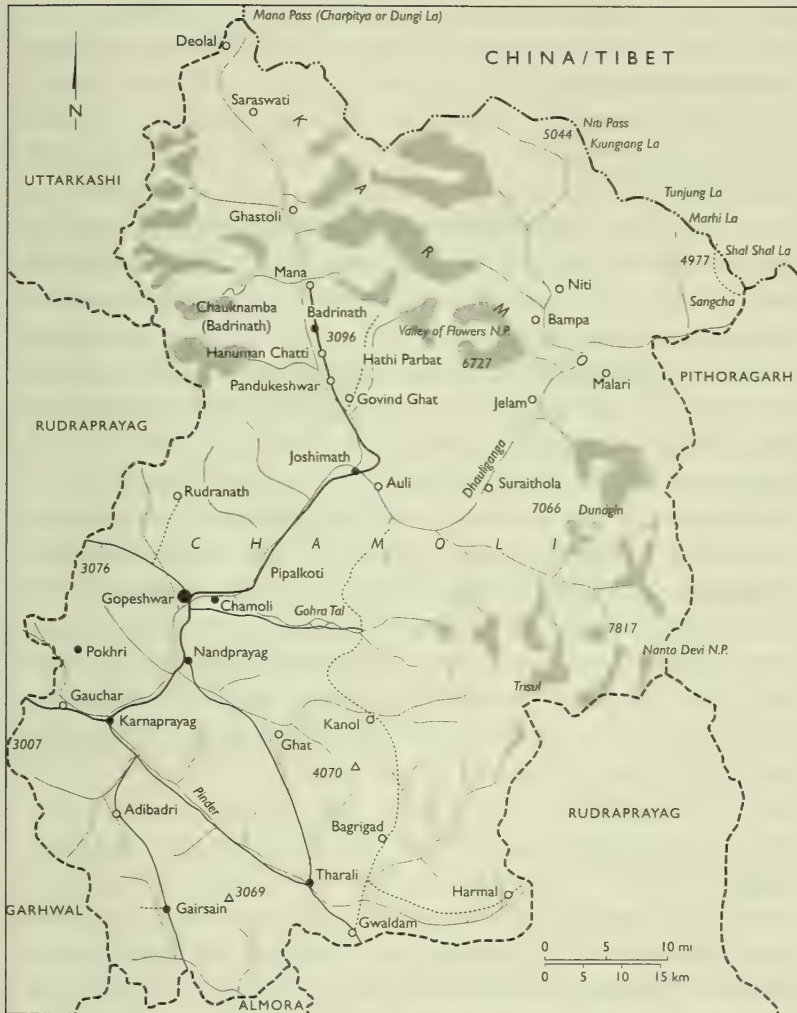 Mana Pass (Charpitya or Dungi La)
Deolal
CHINA/TIBET
N
Saraswati
K
5044
Niti Pass
Kiungiang La
UTTARKASHI
A
Tunjung La
Marhi La
Ghastoli
R
Shal Shal La
4977
Mana
Niti
Sangcha
Chauknamba
(Badrinath)
Badrinath
M
Valley of Flowers N.P.
Bampa
3096
Hanuman Chatti
Hathi Parbat
6727
O
PITHORAGARH
Pandukeshwar
Malari
Govind Ghat
Jelam
RUDRAPRAYAG
Joshimath
Dhauliganga
Auli
Suraithola
Rudranath
7066
Dunagin
CHAMOLI
3076
Pipalkoti
Gopeshwar
Chamoli
Gohra Tal
7817
Pokhri
Nandprayag
Nanta Devi N.P.
Trisul
Gauchar
Karnaprayag
Kanol
3007
Ghat
4070
Pinder
RUDRAPRAYAG
Adibadri
Bagrigad
Tharali
3069
Harmal
GARHWAL
Gairsain
Gwaldam
0 5 10 mi
0 5 10 15 km
ALMORA